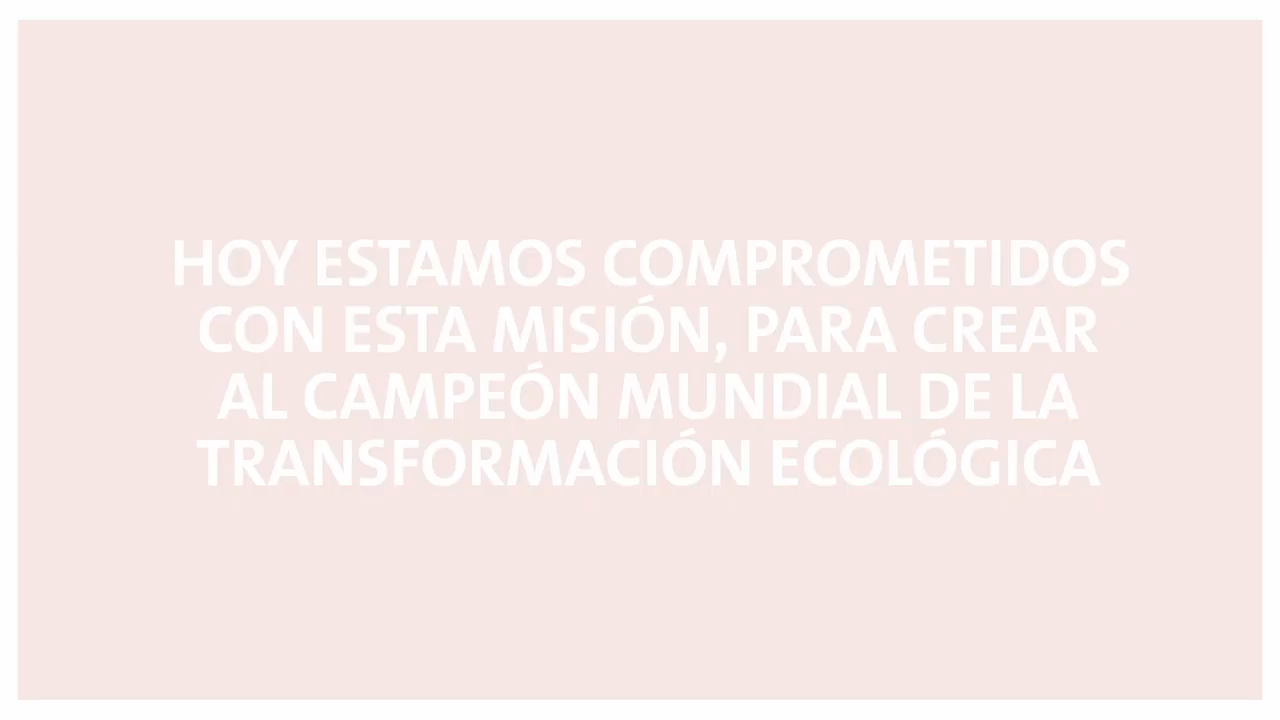 HOY ESTAMOS COMPROMETIDOS
CON ESTA MISIÓN, PARA CREAR
AL CAMPEÓN MUNDIAL DE LA
TRANSFORMACIÓN ECOLÓGICA